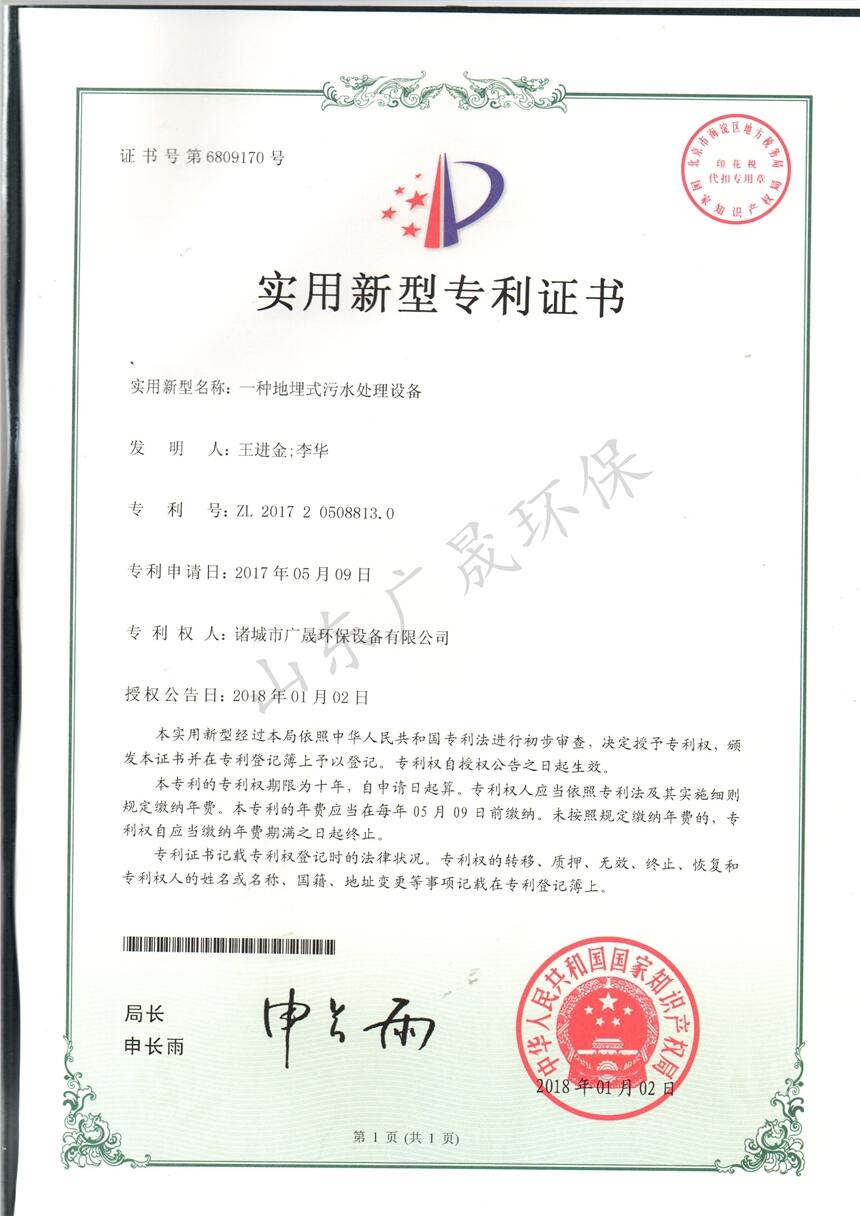 证书号第6809170号
北京市海淀区地方税务局
印花税
代扣专用章
国家知识产权局
实用新型专利证书
实用新型名称：一种地埋式污水处理设备
发明人：王进金;李华
专利号：ZL 2017 2 0508813.0
专利申请日：2017年05月09日
专利权人：诸城市广晟环保设备有限公司
授权公告日：2018年01月02日
山东广晟环保
本实用新型经过本局依照中华人民共和国专利法进行初步审查，决定授予专利权，颁
发本证书并在专利登记簿上予以登记。专利权自授权公告之日起生效。
本专利的专利权期限为十年，自申请日起算。专利权人应当依照专利法及其实施细则
规定缴纳年费。本专利的年费应当在每年05月09日前缴纳。未按照规定缴纳年费的，专
利权自应当缴纳年费期满之日起终止。
专利证书记载专利权登记时的法律状况。专利权的转移、质押、无效、终止、恢复和
专利权人的姓名或名称、国籍、地址变更等事项记载在专利登记簿上。
局长
申长雨
申长雨
中华人民共和国国家知识产权局
2018年01月02日
第1页(共1页)